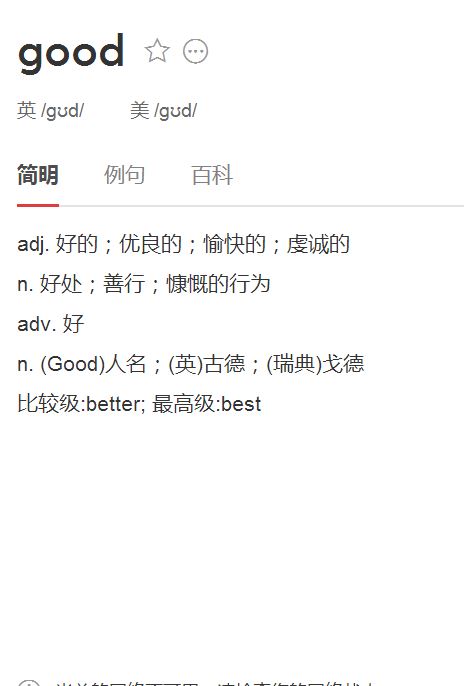 good
英 /gʊd/ 美 /gʊd/
简明 例句 百科
adj. 好的；优良的；愉快的；虔诚的
n. 好处；善行；慷慨的行为
adv. 好
n. (Good)人名；(英)古德；(瑞典)戈德
比较级:better; 最高级:best